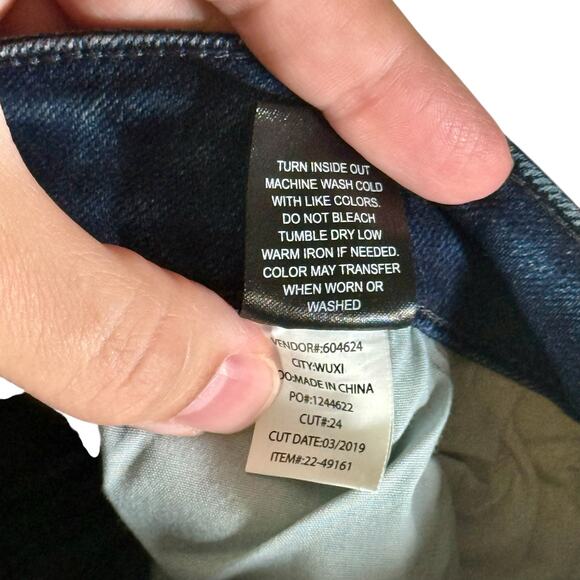 TURN INSIDE OUT
MACHINE WASH COLD
WITH LIKE COLORS.
DO NOT BLEACH
TUMBLE DRY LOW
WARM IRON IF NEEDED.
COLOR MAY TRANSFER
WHEN WORN OR
WASHED
VENDOR#:604624
CITY:WUXI
OO:MADE IN CHINA
PO#:1244622
CUT#:24
CUT DATE:03/2019
ITEM#:22-49161